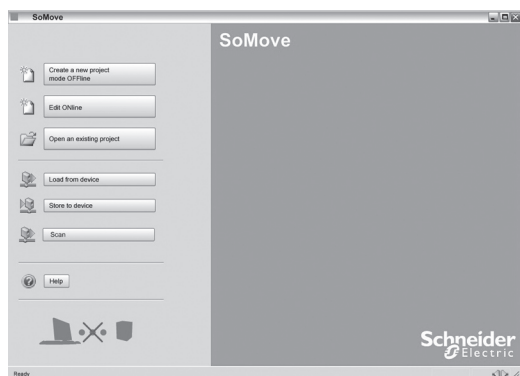 SoMove
SoMove
Create a new project
mode OFFline
Edit ONline
Open an existing project
Load from device
Store to device
Scan
Help
Schneider
Electric
Ready